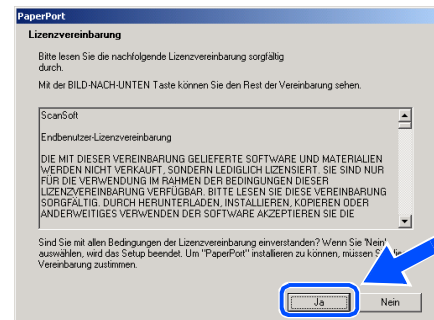 PaperPort
Lizenzvereinbarung
Bitte lesen Sie die nachfolgende Lizenzvereinbarung sorgfältig
durch.
Mit der BILD-NACH-UNTEN Taste können Sie den Rest der Vereinbarung sehen.
ScanSoft
Endbenutzer-Lizenzvereinbarung
DIE MIT DIESER VEREINBARUNG GELIEFERTE SOFTWARE UND MATERIALIEN
WERDEN NICHT VERKAUFT, SONDERN LEDIGLICH LIZENSIERT. SIE SIND NUR
FÜR DIE VERWENDUNG IM RAHMEN DER BEDINGUNGEN DIESER
LIZENZVEREINBARUNG VERFÜGBAR. BITTE LESEN SIE DIESE VEREINBARUNG
SORGFÄLTIG. DURCH HERUNTERLADEN, INSTALLIEREN, KOPIEREN ODER
ANDERWEITIGES VERWENDEN DER SOFTWARE AKZEPTIEREN SIE DIE
Sind Sie mit allen Bedingungen der Lizenzvereinbarung einverstanden? Wenn Sie 'Nein'
auswählen, wird das Setup beendet. Um "PaperPort" installieren zu können, müssen
Vereinbarung zustimmen.
Ja
Nein